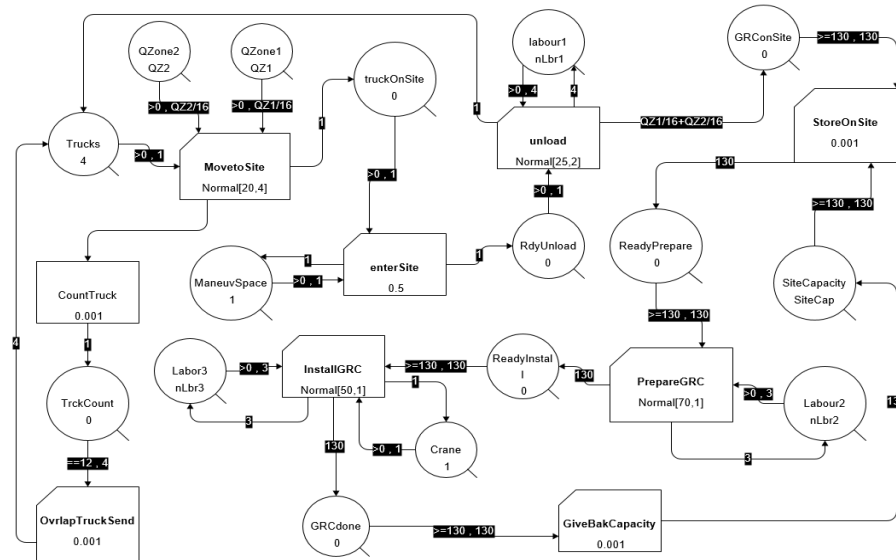 QZone2
QZ2
QZone1
QZ1
labour1
nLbr1
GRConSite
0
>=130 , 130
truckOnSite
0
>0 , QZ2/16
>0 , QZ1/16
>0 , 4
4
1
1
QZ1/16+QZ2/16
unload
Normal[25,2]
StoreOnSite
0.001
Trucks
4
>0 , 1
MovetoSite
Normal[20,4]
>0 , 1
>0 , 1
130
>=130 , 130
ReadyPrepare
0
RdyUnload
0
1
enterSite
0.5
1
ManeuvSpace
1
>0 , 1
SiteCapacity
SiteCap
CountTruck
0.001
>=130 , 130
4
1
Labor3
nLbr3
>0 , 3
InstallGRC
Normal[50,1]
>=130 , 130
ReadyInstal
l
0
130
PrepareGRC
Normal[70,1]
>0 , 3
Labour2
nLbr2
13
1
3
TrckCount
0
130
>0 , 1
Crane
1
3
==12 , 4
OvrlapTruckSend
0.001
GRCdone
0
>=130 , 130
GiveBakCapacity
0.001